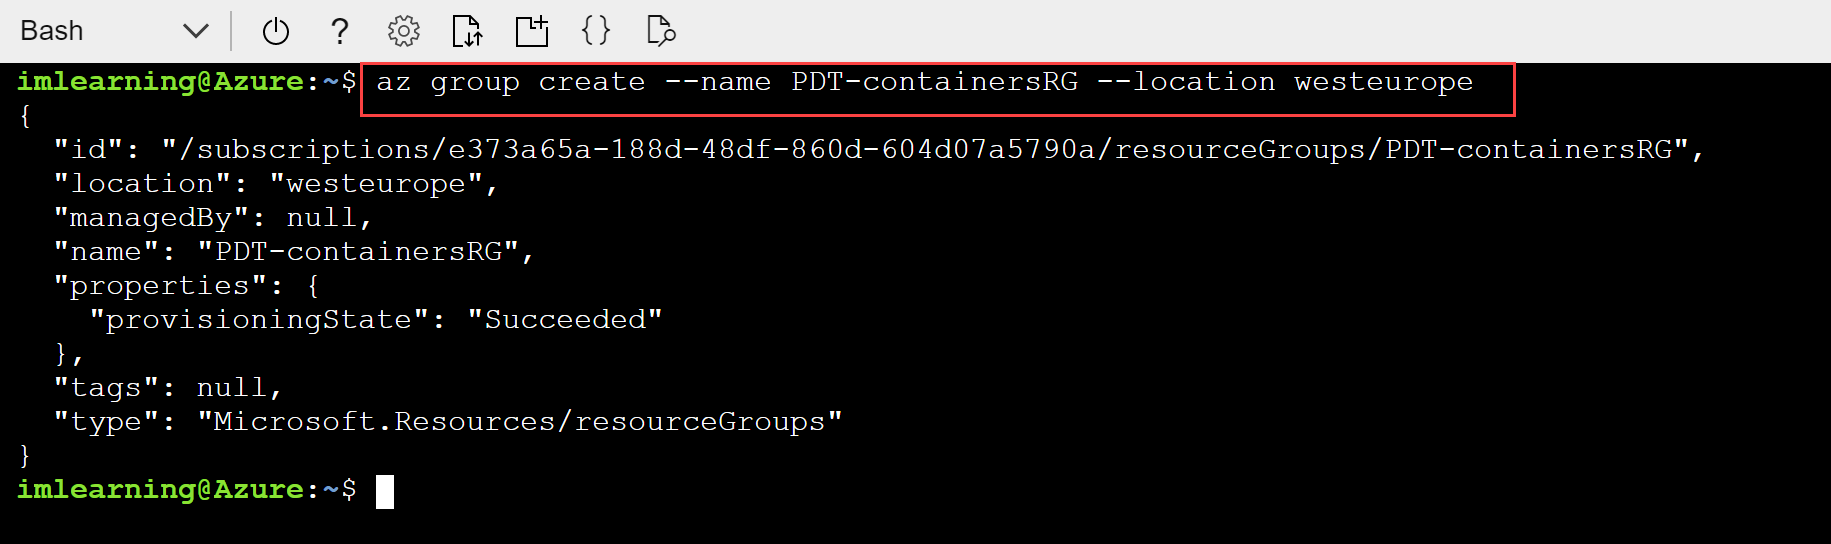 Bash
imlearning@Azure:~$ az group create --name PDT-containersRG --location westeurope
{
  "id": "/subscriptions/e373a65a-188d-48df-860d-604d07a5790a/resourceGroups/PDT-containersRG",
  "location": "westeurope",
  "managedBy": null,
  "name": "PDT-containersRG",
  "properties": {
    "provisioningState": "Succeeded"
  },
  "tags": null,
  "type": "Microsoft.Resources/resourceGroups"
}
imlearning@Azure:~$